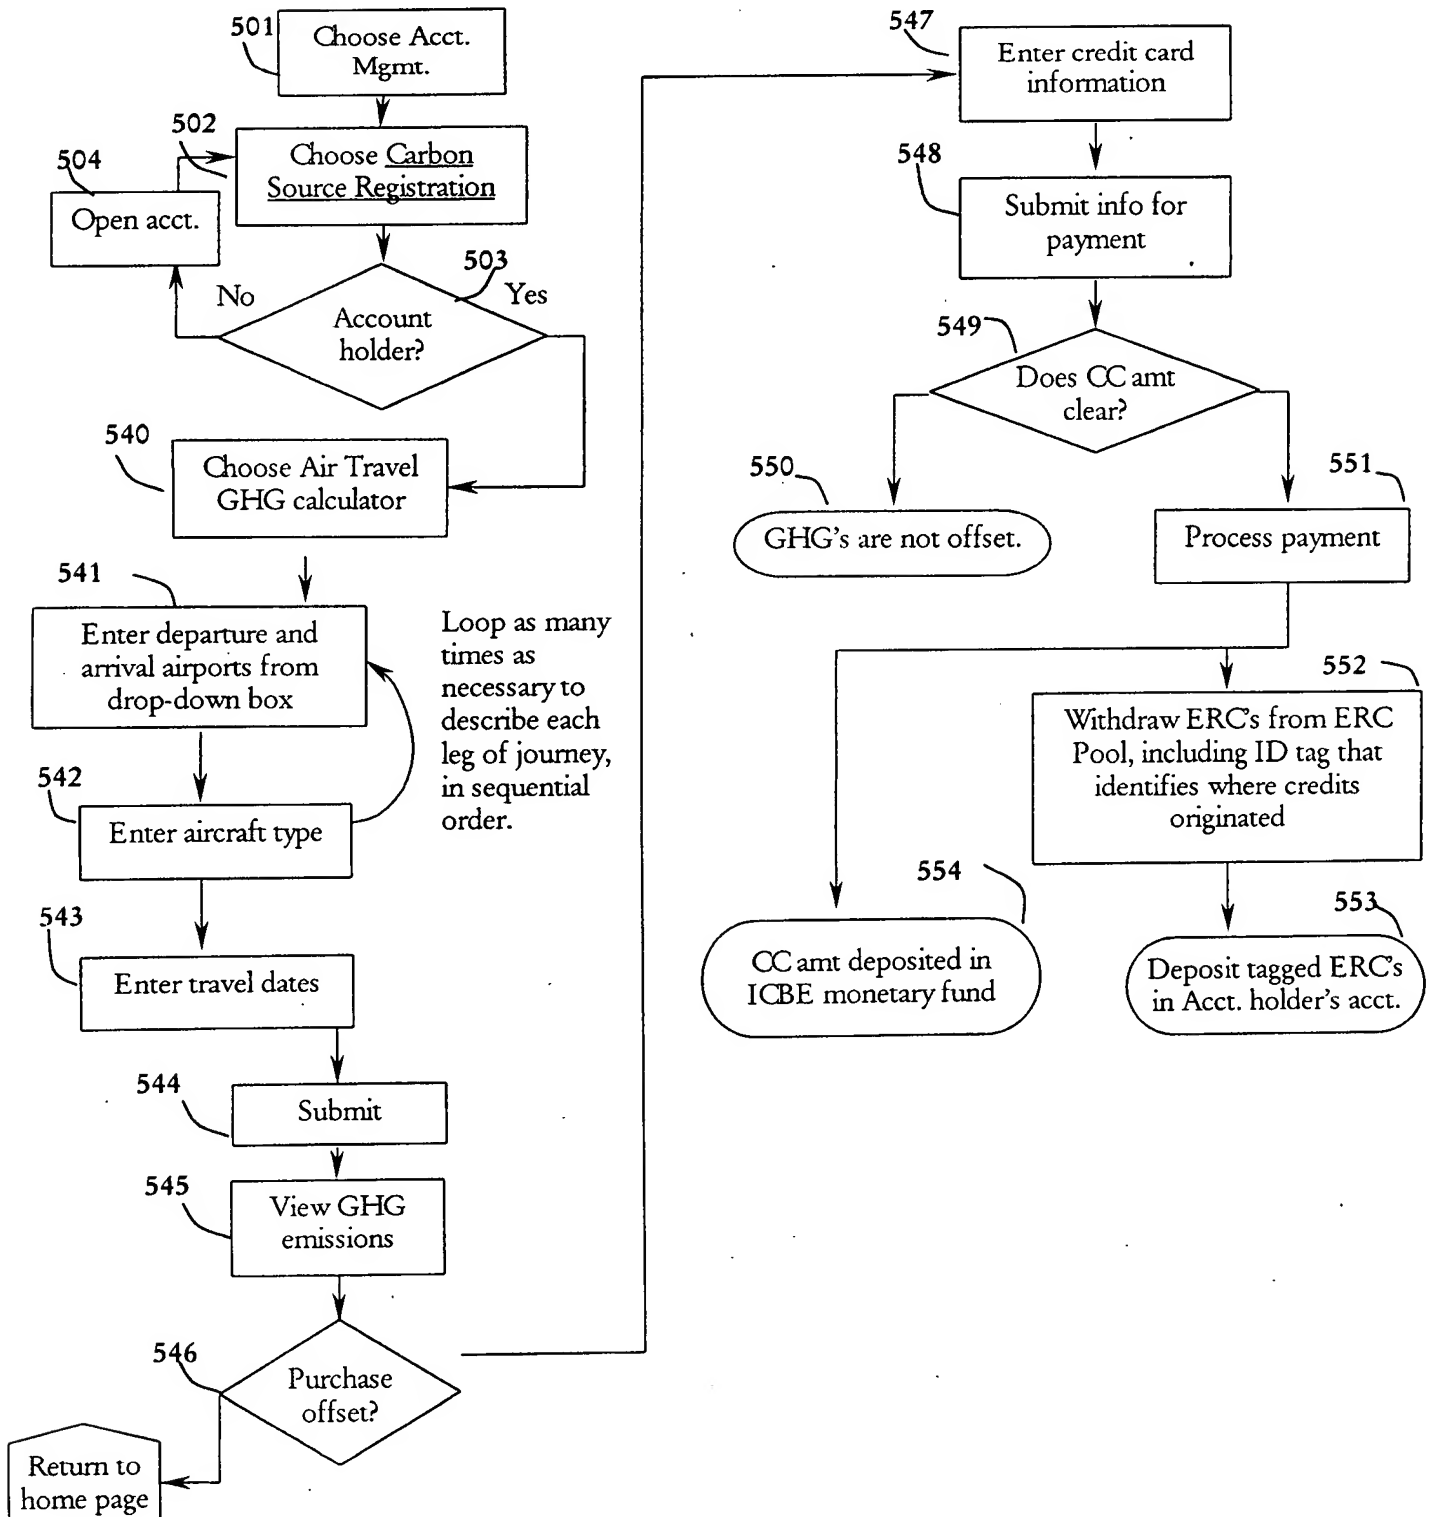 501
Choose Acct.
Mgmt.
502
Choose Carbon
Source Registration
504
Open acct.
503
No
Yes
Account
holder?
540
Choose Air Travel
GHG calculator
541
Enter departure and
arrival airports from
drop-down box
Loop as many
times as
necessary to
describe each
leg of journey,
in sequential
order.
542
Enter aircraft type
543
Enter travel dates
544
Submit
545
View GHG
emissions
546
Purchase
offset?
Return to
home page
547
Enter credit card
information
548
Submit info for
payment
549
Does CC amt
clear?
550
GHG's are not offset.
551
Process payment
552
Withdraw ERC's from ERC
Pool, including ID tag that
identifies where credits
originated
554
CC amt deposited in
ICBE monetary fund
553
Deposit tagged ERC's
in Acct. holder's acct.